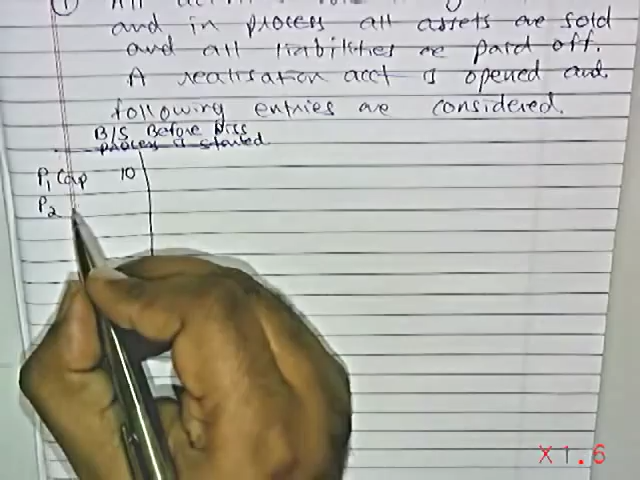 and in process all assets are sold
and all liabilities are paid off.
A realisation acct is opened and
following entries are considered.
B/S Before Diss
process is started
P1 Cap 10
P2
X1.6